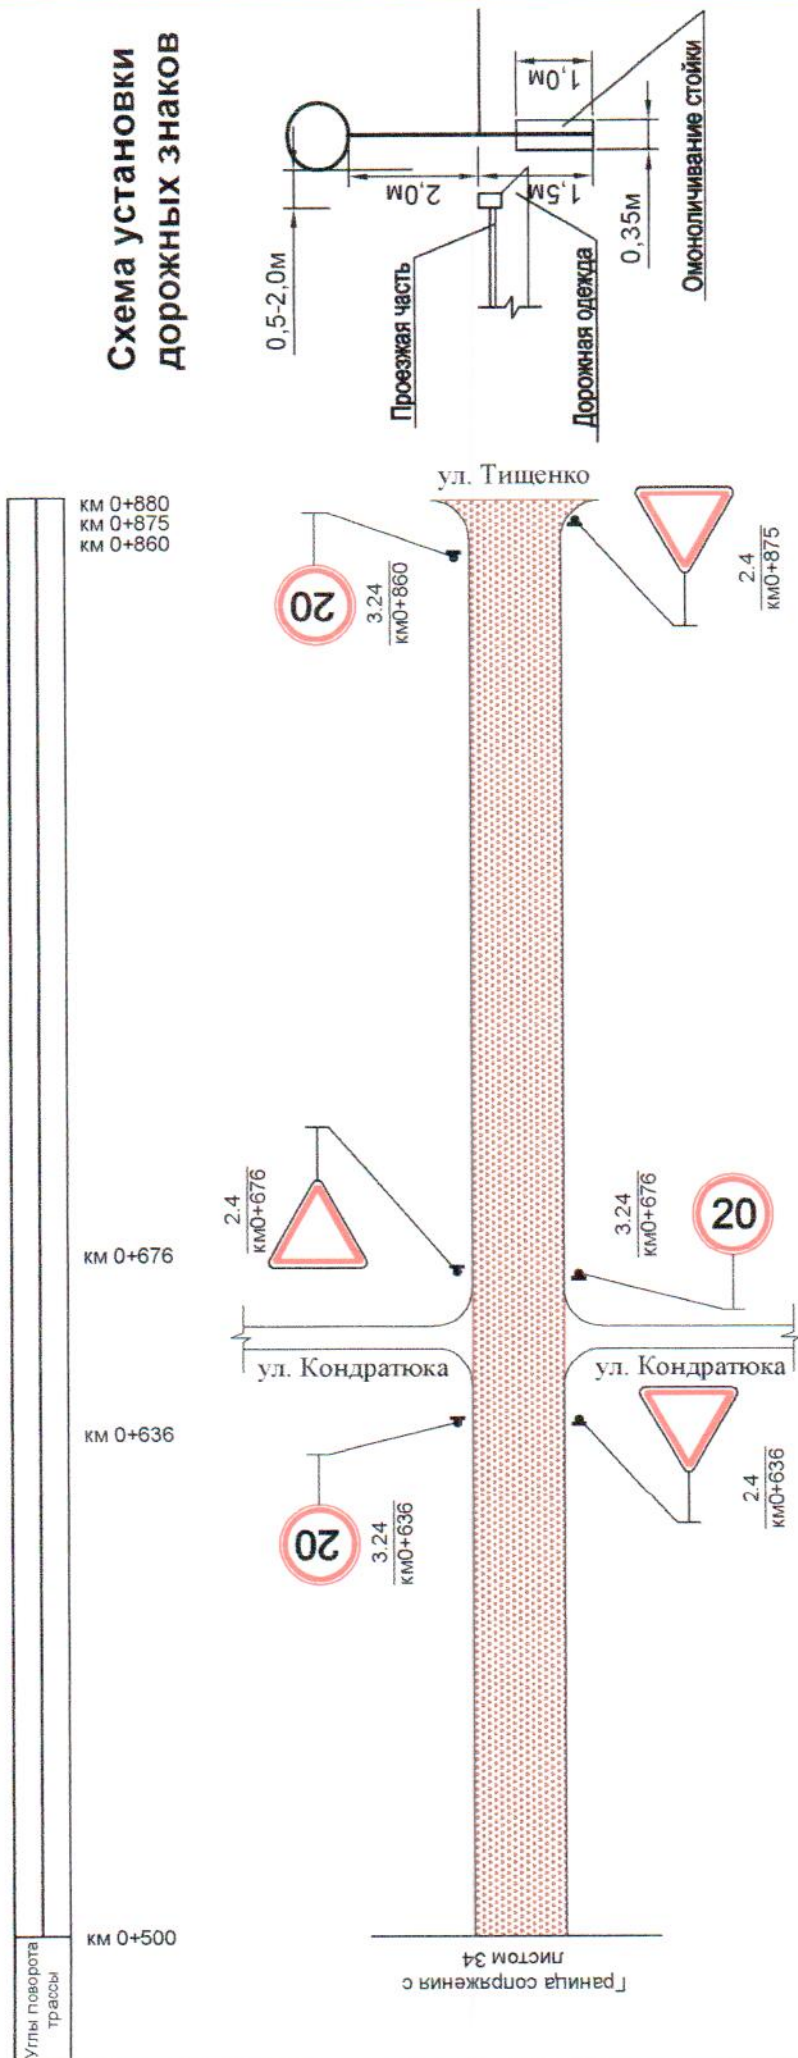 Схема установки
дорожных знаков
0,5-2,0м
2,0м
1,0м
1,5м
0,35м
Проезжая часть
Дорожная одежда
Омоноличивание стойки
ул. Тищенко
км 0+880
км 0+875
км 0+860
20
3.24
км0+860
2.4
км0+875
2.4
км0+676
3.24
км0+676
20
км 0+676
ул. Кондратюка
ул. Кондратюка
км 0+636
20
3.24
км0+636
2.4
км0+636
км 0+500
Углы поворота
трассы
Граница сопряжения с
листом 34